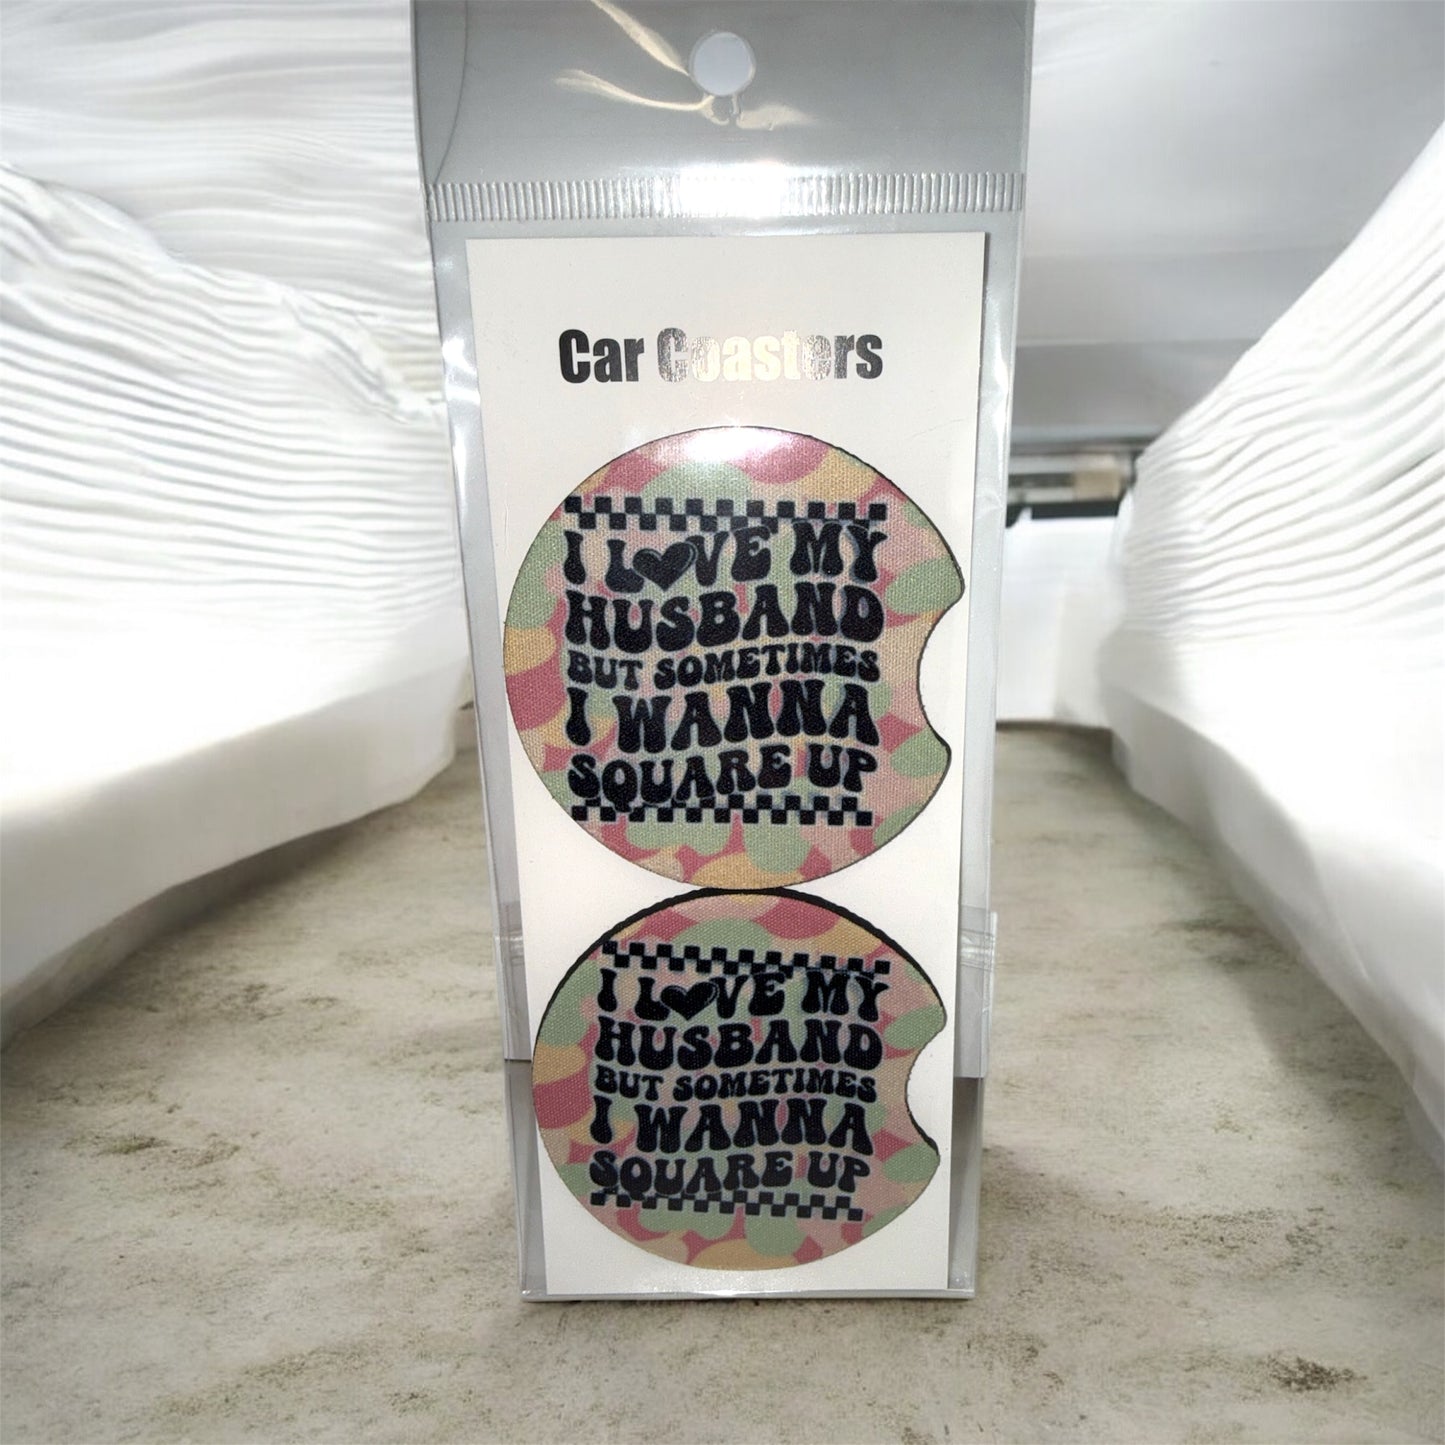 Car Coasters
I LOVE MY
HUSBAND
BUT SOMETIMES
I WANNA
SQUARE UP
I LOVE MY
HUSBAND
BUT SOMETIMES
I WANNA
SQUARE UP